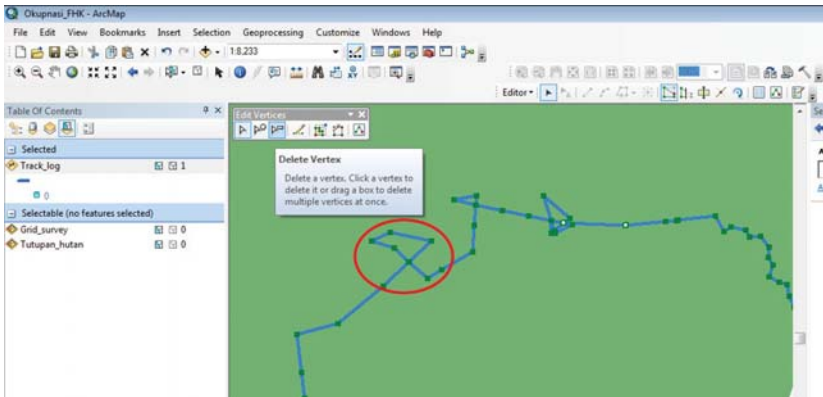 Okupnasi_FHK - ArcMap
File Edit View Bookmarks Insert Selection Geoprocessing Customize Windows Help
1:8.233
Editor
Table Of Contents
Edit Vertices
Selected
Track_log 1
0
Selectable (no features selected)
Grid_survey 0
Tutupan_hutan 0
Delete Vertex
Delete a vertex. Click a vertex to
delete it or drag a box to delete
multiple vertices at once.